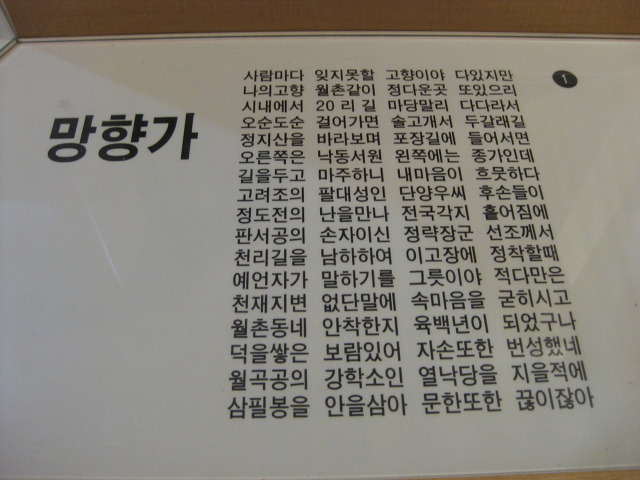 망향가
1
사람마다 잊지못할 고향이야 다있지만
나의고향 월촌같이 정다운곳 또있으리
시내에서 20 리 길 마당말리 다다라서
오순도순 걸어가면 솔고개서 두갈래길
정지산을 바라보며 포장길에 들어서면
오른쪽은 낙동서원 왼쪽에는 종가인데
길을두고 마주하니 내마음이 흐뭇하다
고려조의 팔대성인 단양우씨 후손들이
정도전의 난을만나 전국각지 흩어짐에
판서공의 손자이신 정략장군 선조께서
천리길을 남하하여 이고장에 정착할때
예언자가 말하기를 그릇이야 적다만은
천재지변 없단말에 속마음을 굳히시고
월촌동네 안착한지 육백년이 되었구나
덕을쌓은 보람있어 자손또한 번성했네
월곡공의 강학소인 열낙당을 지을적에
삼필봉을 안을삼아 문한또한 끊이잖아